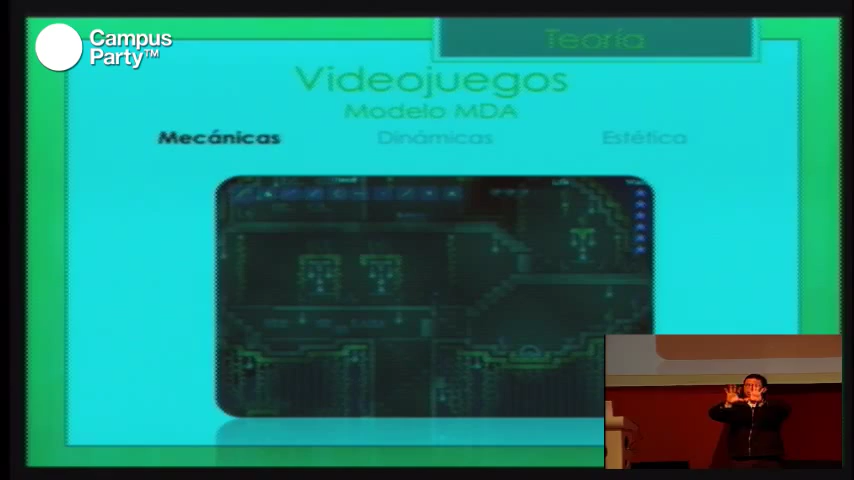 Campus
Party™
Teoría
Videojuegos
Modelo MDA
Mecánicas Dinámicas Estética